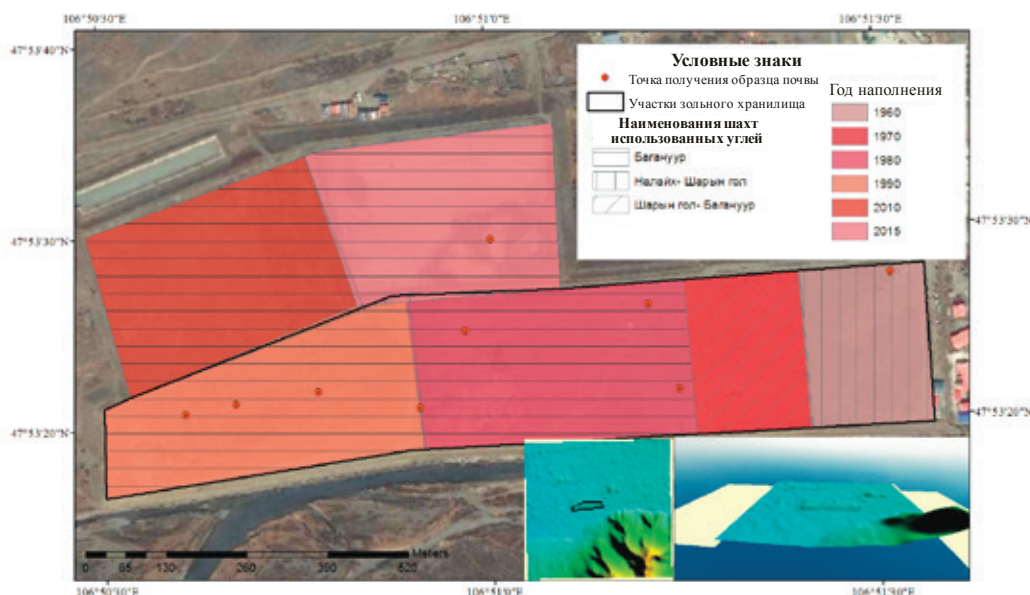 106°50'30"E 106°51'0"E 106°51'30"E
47°53'40"N
Условные знаки
Точка получения образца почвы
Участки зольного хранилища
Наименования шахт
использованных углей
Багануур
Налайх- Шарын гол
Шарын гол- Багануур
Год наполнения
1960
1970
1980
1990
2010
2015
47°53'30"N
47°53'30"N
47°53'20"N
47°53'20"N
Meters
0 65 130 260 390 520
106°50'30"E 106°51'0"E 106°51'30"E